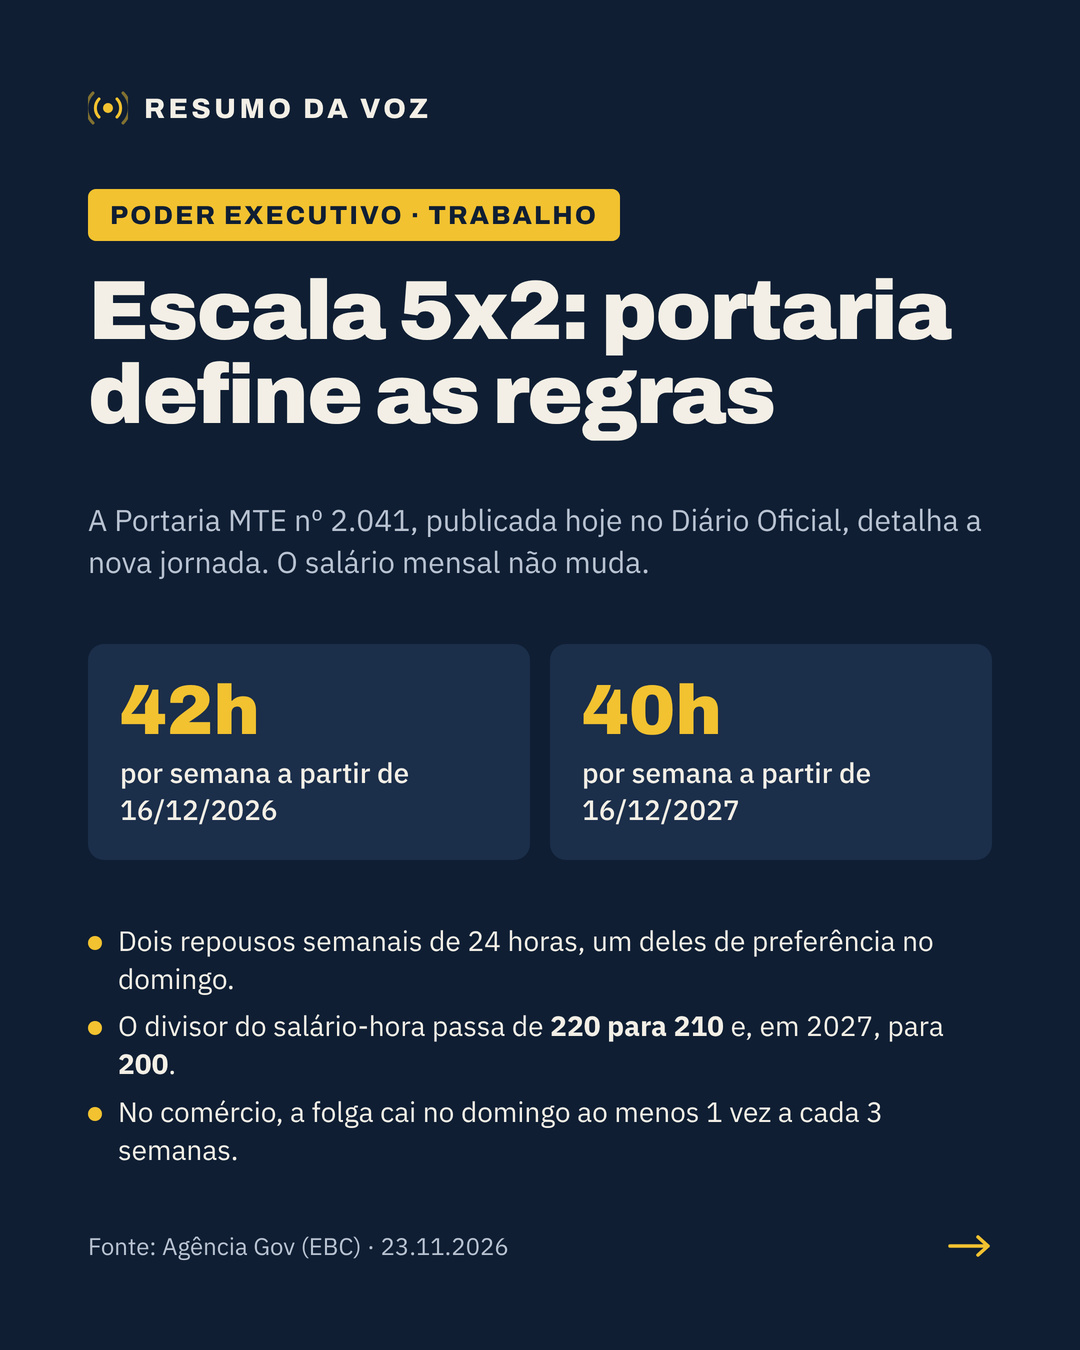 RESUMO DA VOZ
PODER EXECUTIVO · TRABALHO
Escala 5x2: portaria
define as regras
A Portaria MTE nº 2.041, publicada hoje no Diário Oficial, detalha a
nova jornada. O salário mensal não muda.
42h
por semana a partir de
16/12/2026
40h
por semana a partir de
16/12/2027
Dois repousos semanais de 24 horas, um deles de preferência no
domingo.
O divisor do salário-hora passa de 220 para 210 e, em 2027, para
200.
No comércio, a folga cai no domingo ao menos 1 vez a cada 3
semanas.
Fonte: Agência Gov (EBC) · 23.11.2026